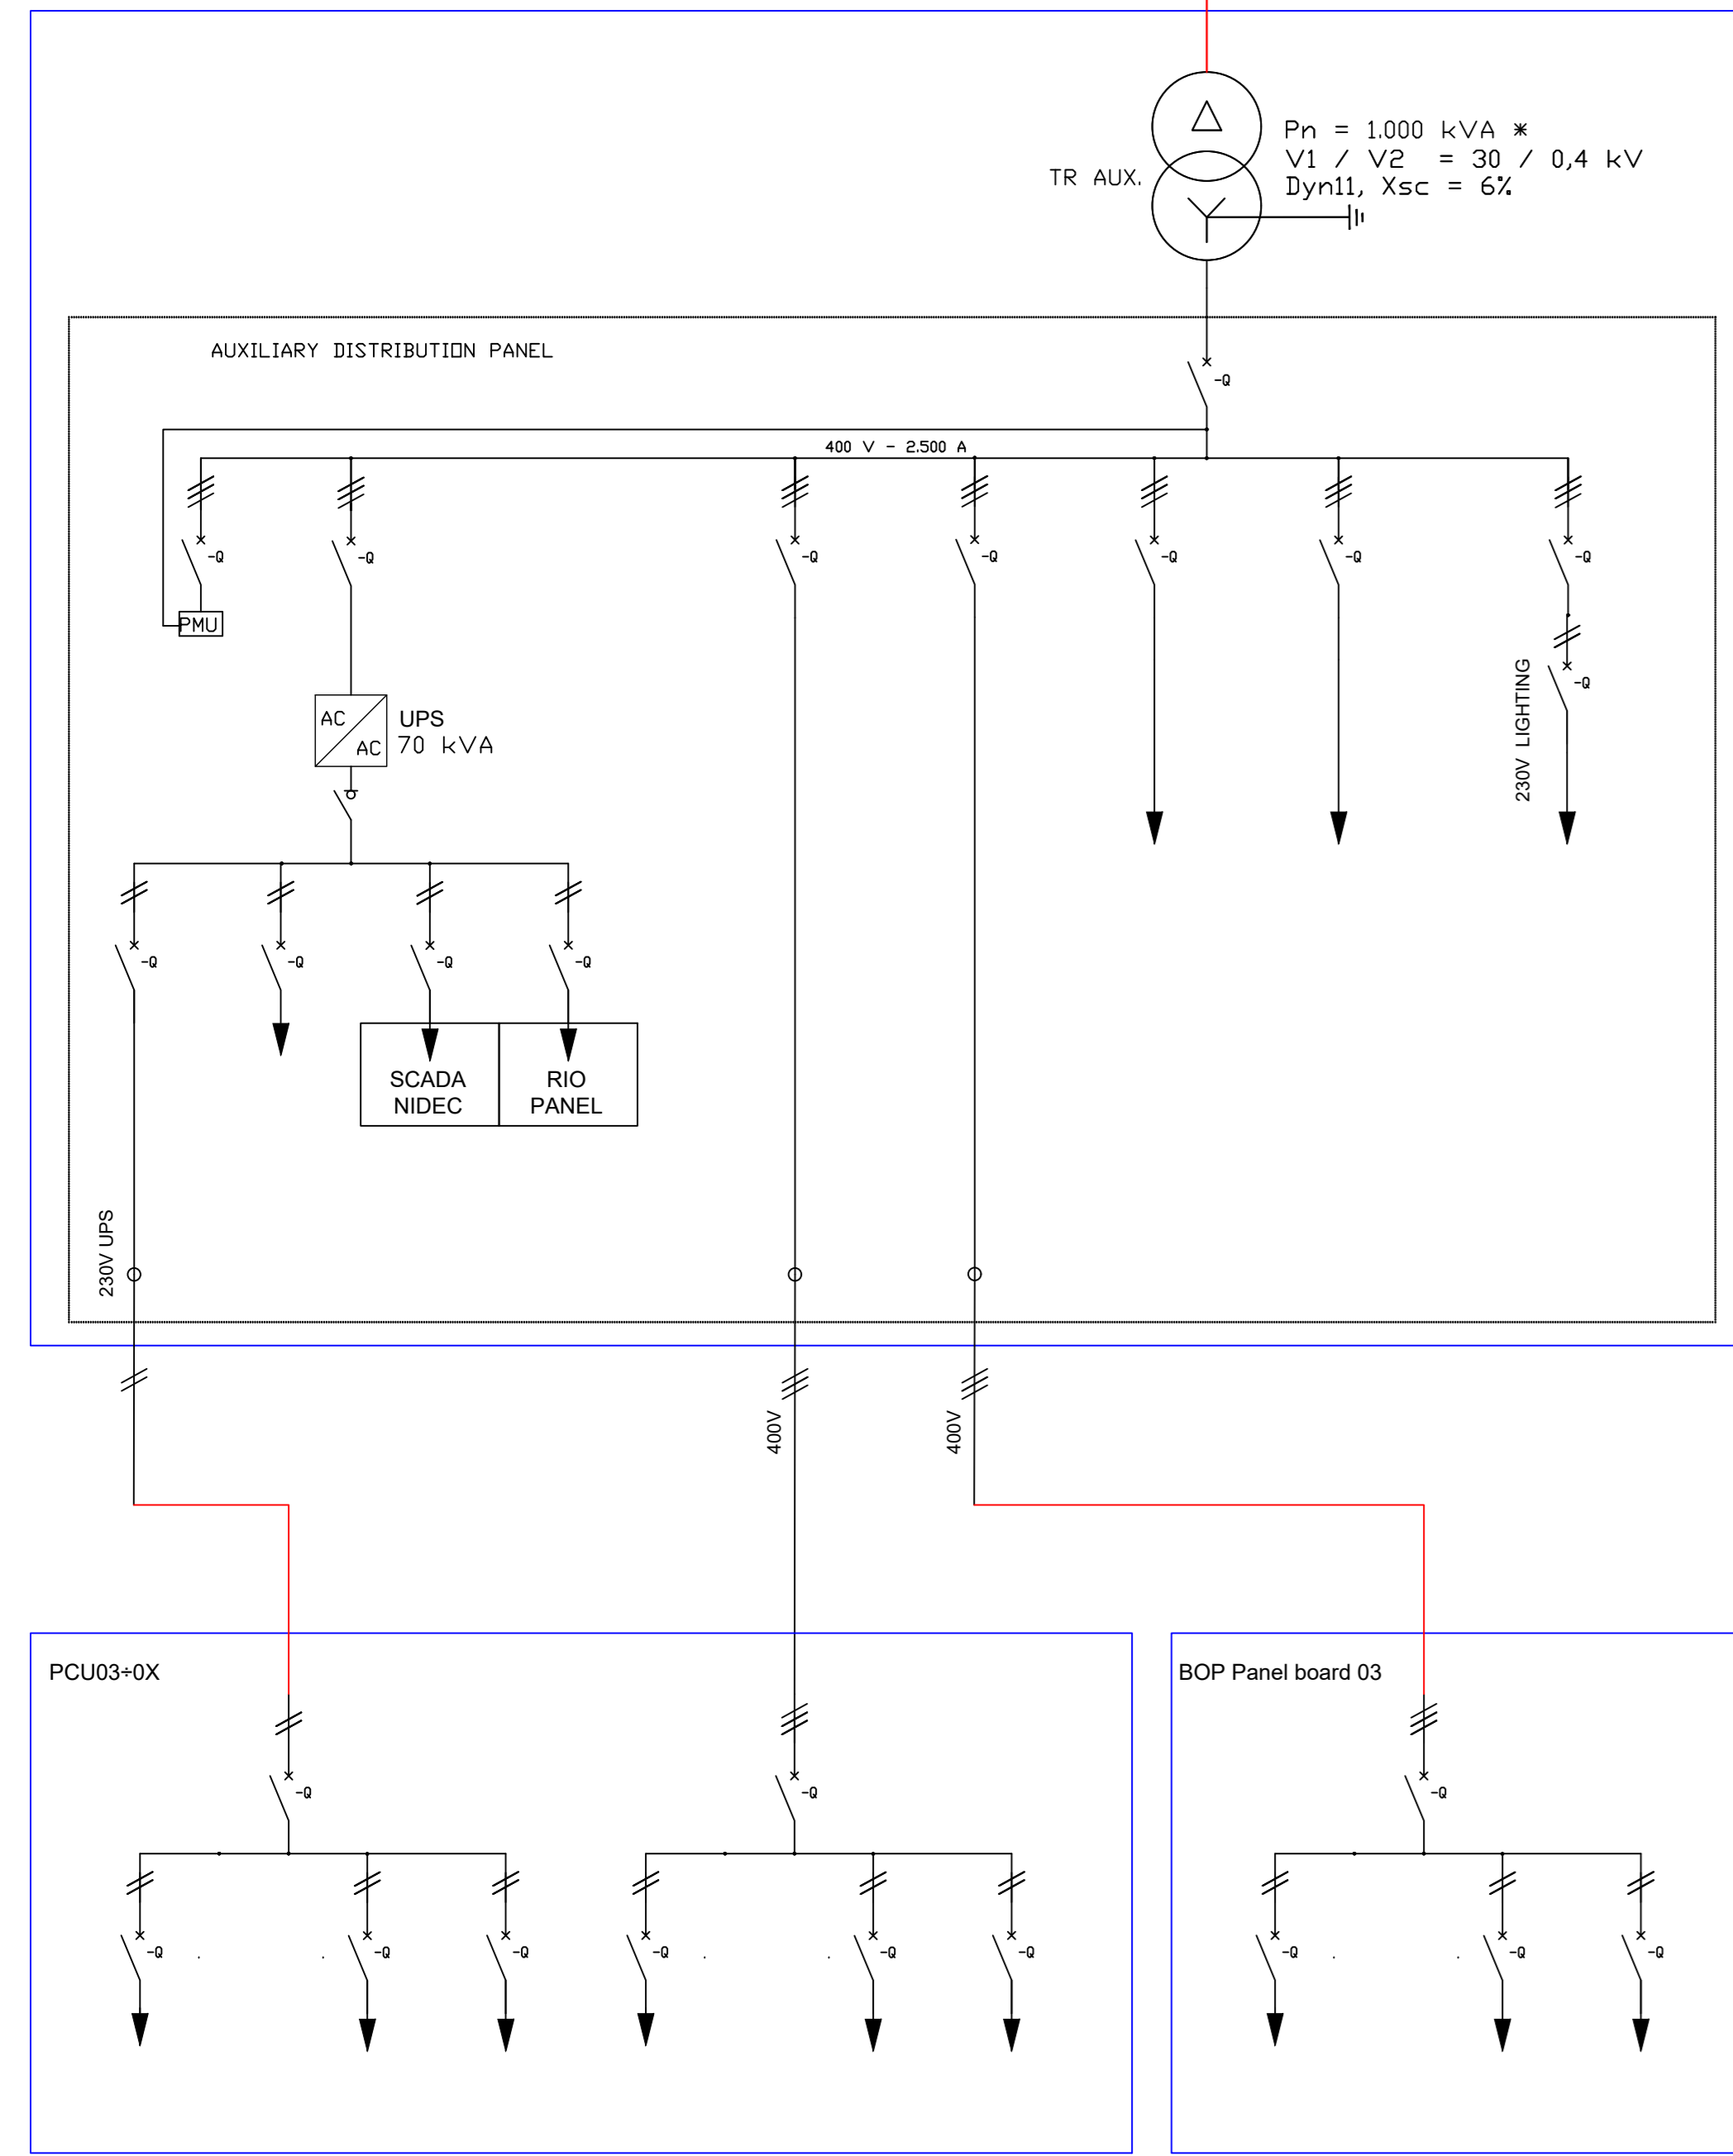 Pn = 1.000 kVA *
V1 / V2 = 30 / 0,4 kV
TR AUX.
Dyn11, Xsc = 6%
AUXILIARY DISTRIBUTION PANEL
-Q
400 V - 2.500 A
-Q
-Q
-Q
-Q
-Q
-Q
-Q
PMU
230V LIGHTING
-Q
AC
AC
UPS
70 kVA
-Q
-Q
-Q
-Q
SCADA
NIDEC
RIO
PANEL
230V UPS
400V
400V
PCU03÷0X
BOP Panel board 03
-Q
-Q
-Q
-Q
-Q
-Q
-Q
-Q
-Q
-Q
-Q
-Q